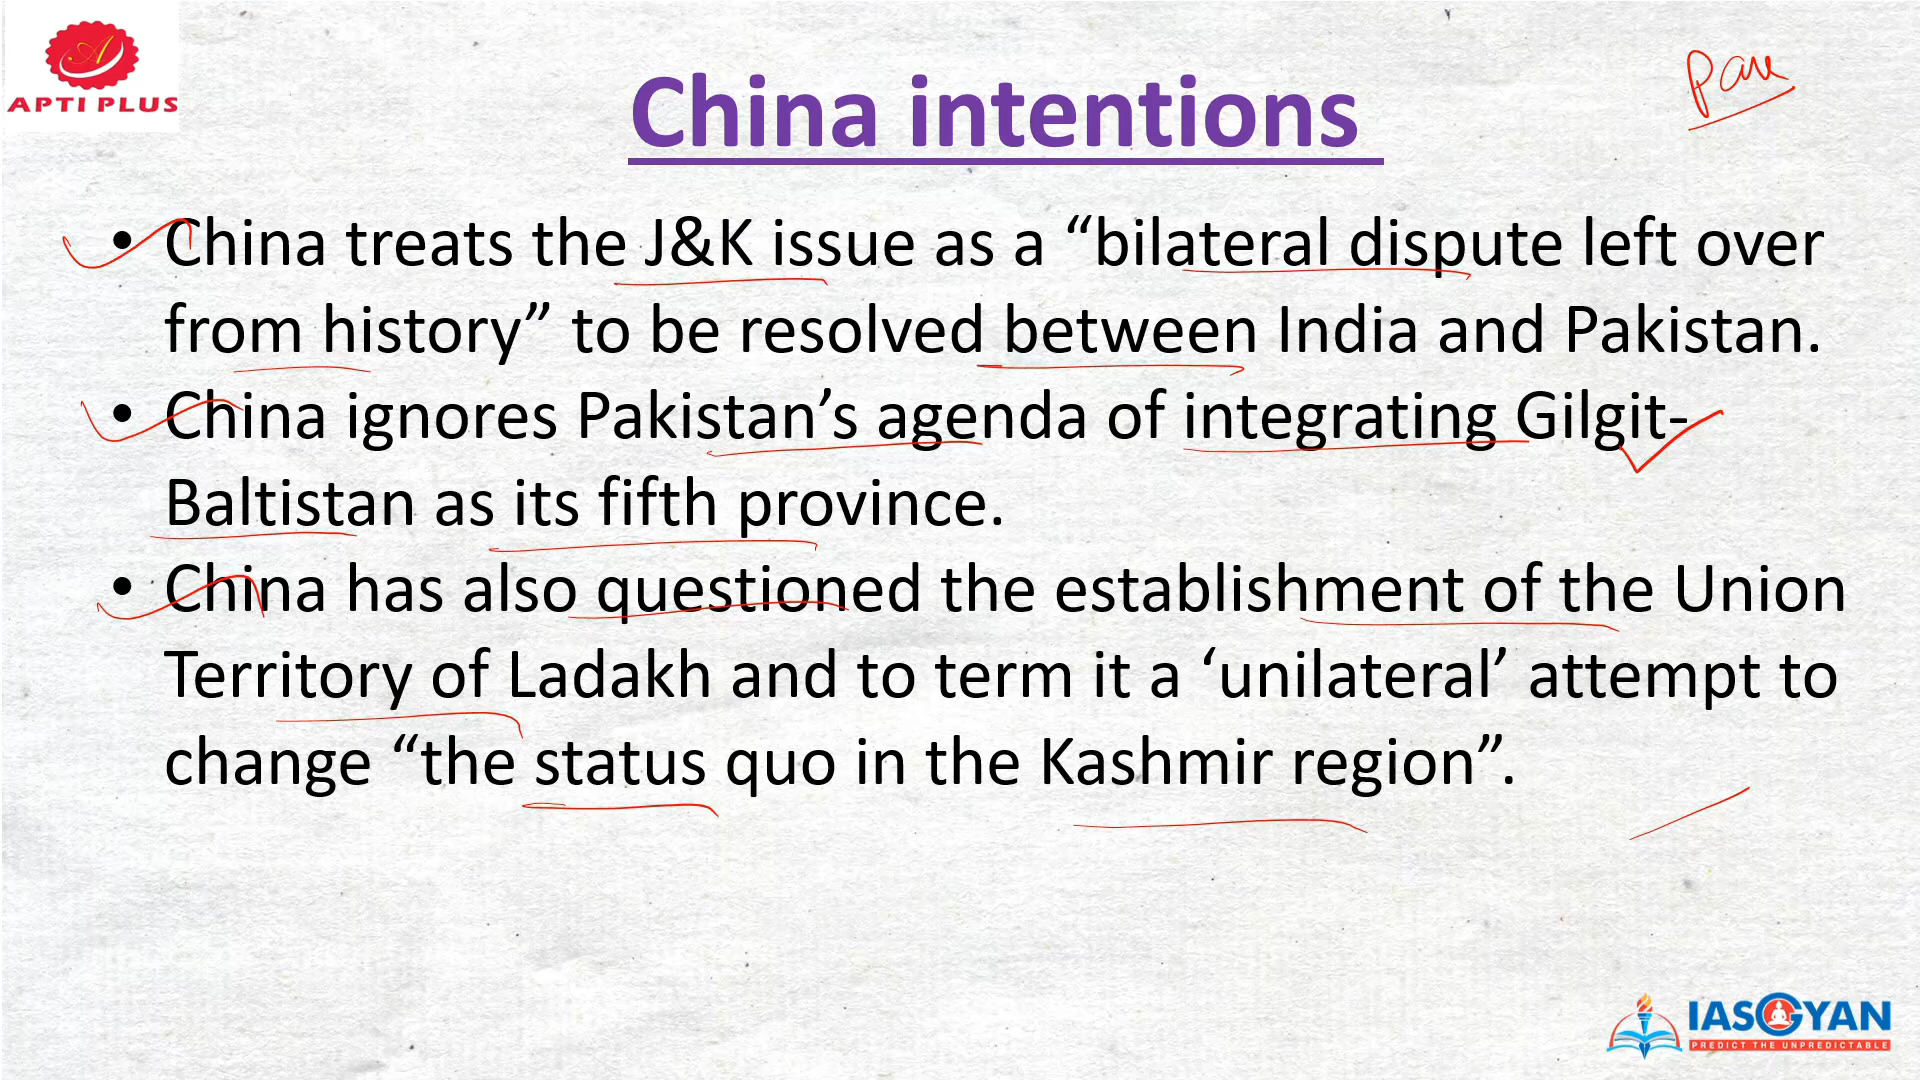 APTI PLUS
China intentions
• China treats the J&K issue as a “bilateral dispute left over
from history” to be resolved between India and Pakistan.
• China ignores Pakistan’s agenda of integrating Gilgit-
Baltistan as its fifth province.
• China has also questioned the establishment of the Union
Territory of Ladakh and to term it a ‘unilateral’ attempt to
change “the status quo in the Kashmir region”.
IASGYAN
PREDICT THE UNPREDICTABLE